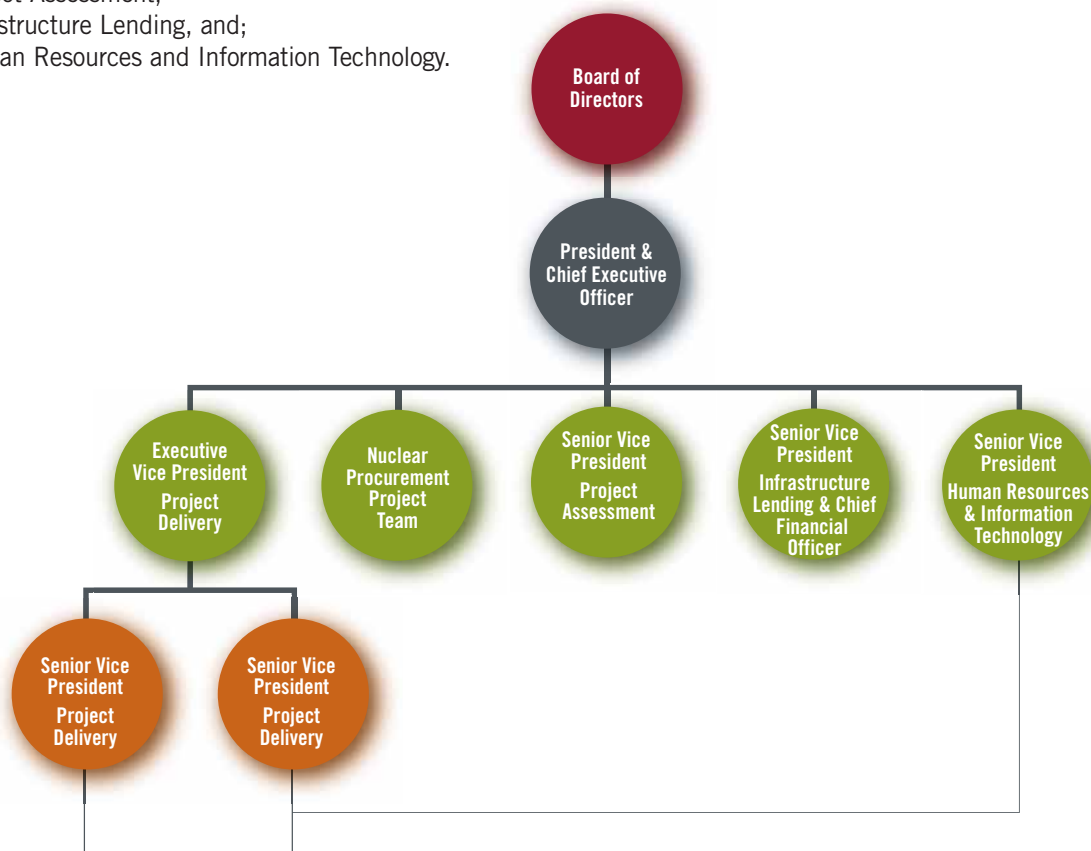 structure Lending, and;
an Resources and Information Technology.
Board of
Directors
President &
Chief Executive
Officer
Executive
Vice President
Project
Delivery
Nuclear
Procurement
Project
Team
Senior Vice
President
Project
Assessment
Senior Vice
President
Infrastructure
Lending & Chief
Financial
Officer
Senior Vice
President
Human Resources
& Information
Technology
Senior Vice
President
Project
Delivery
Senior Vice
President
Project
Delivery